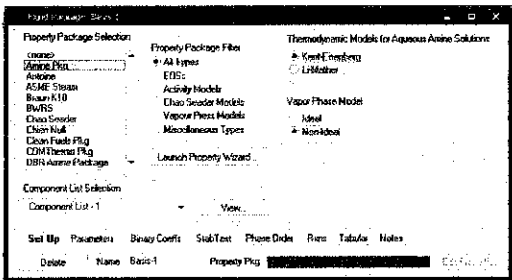 Fluid Package: Basis-1
Property Package Selection
<none>
Amine Pkg
Antoine
ASME Steam
Braun K10
BWRS
Chao Seader
Chien Null
Clean Fuels Pkg
COMThermo Pkg
DBR Amine Package
Property Package Filter
All Types
EOSs
Activity Models
Chao Seader Models
Vapour Press Models
Miscellaneous Types
Launch Property Wizard...
Thermodynamic Models for Aqueous Amine Solutions
Kent-Eisenberg
Li-Mather
Vapor Phase Model
Ideal
Non-Ideal
Component List Selection
Component List - 1
View...
Set Up Parameters Binary Coeffs StabTest Phase Order Rxns Tabular Notes
Delete Name Basis-1 Property Pkg